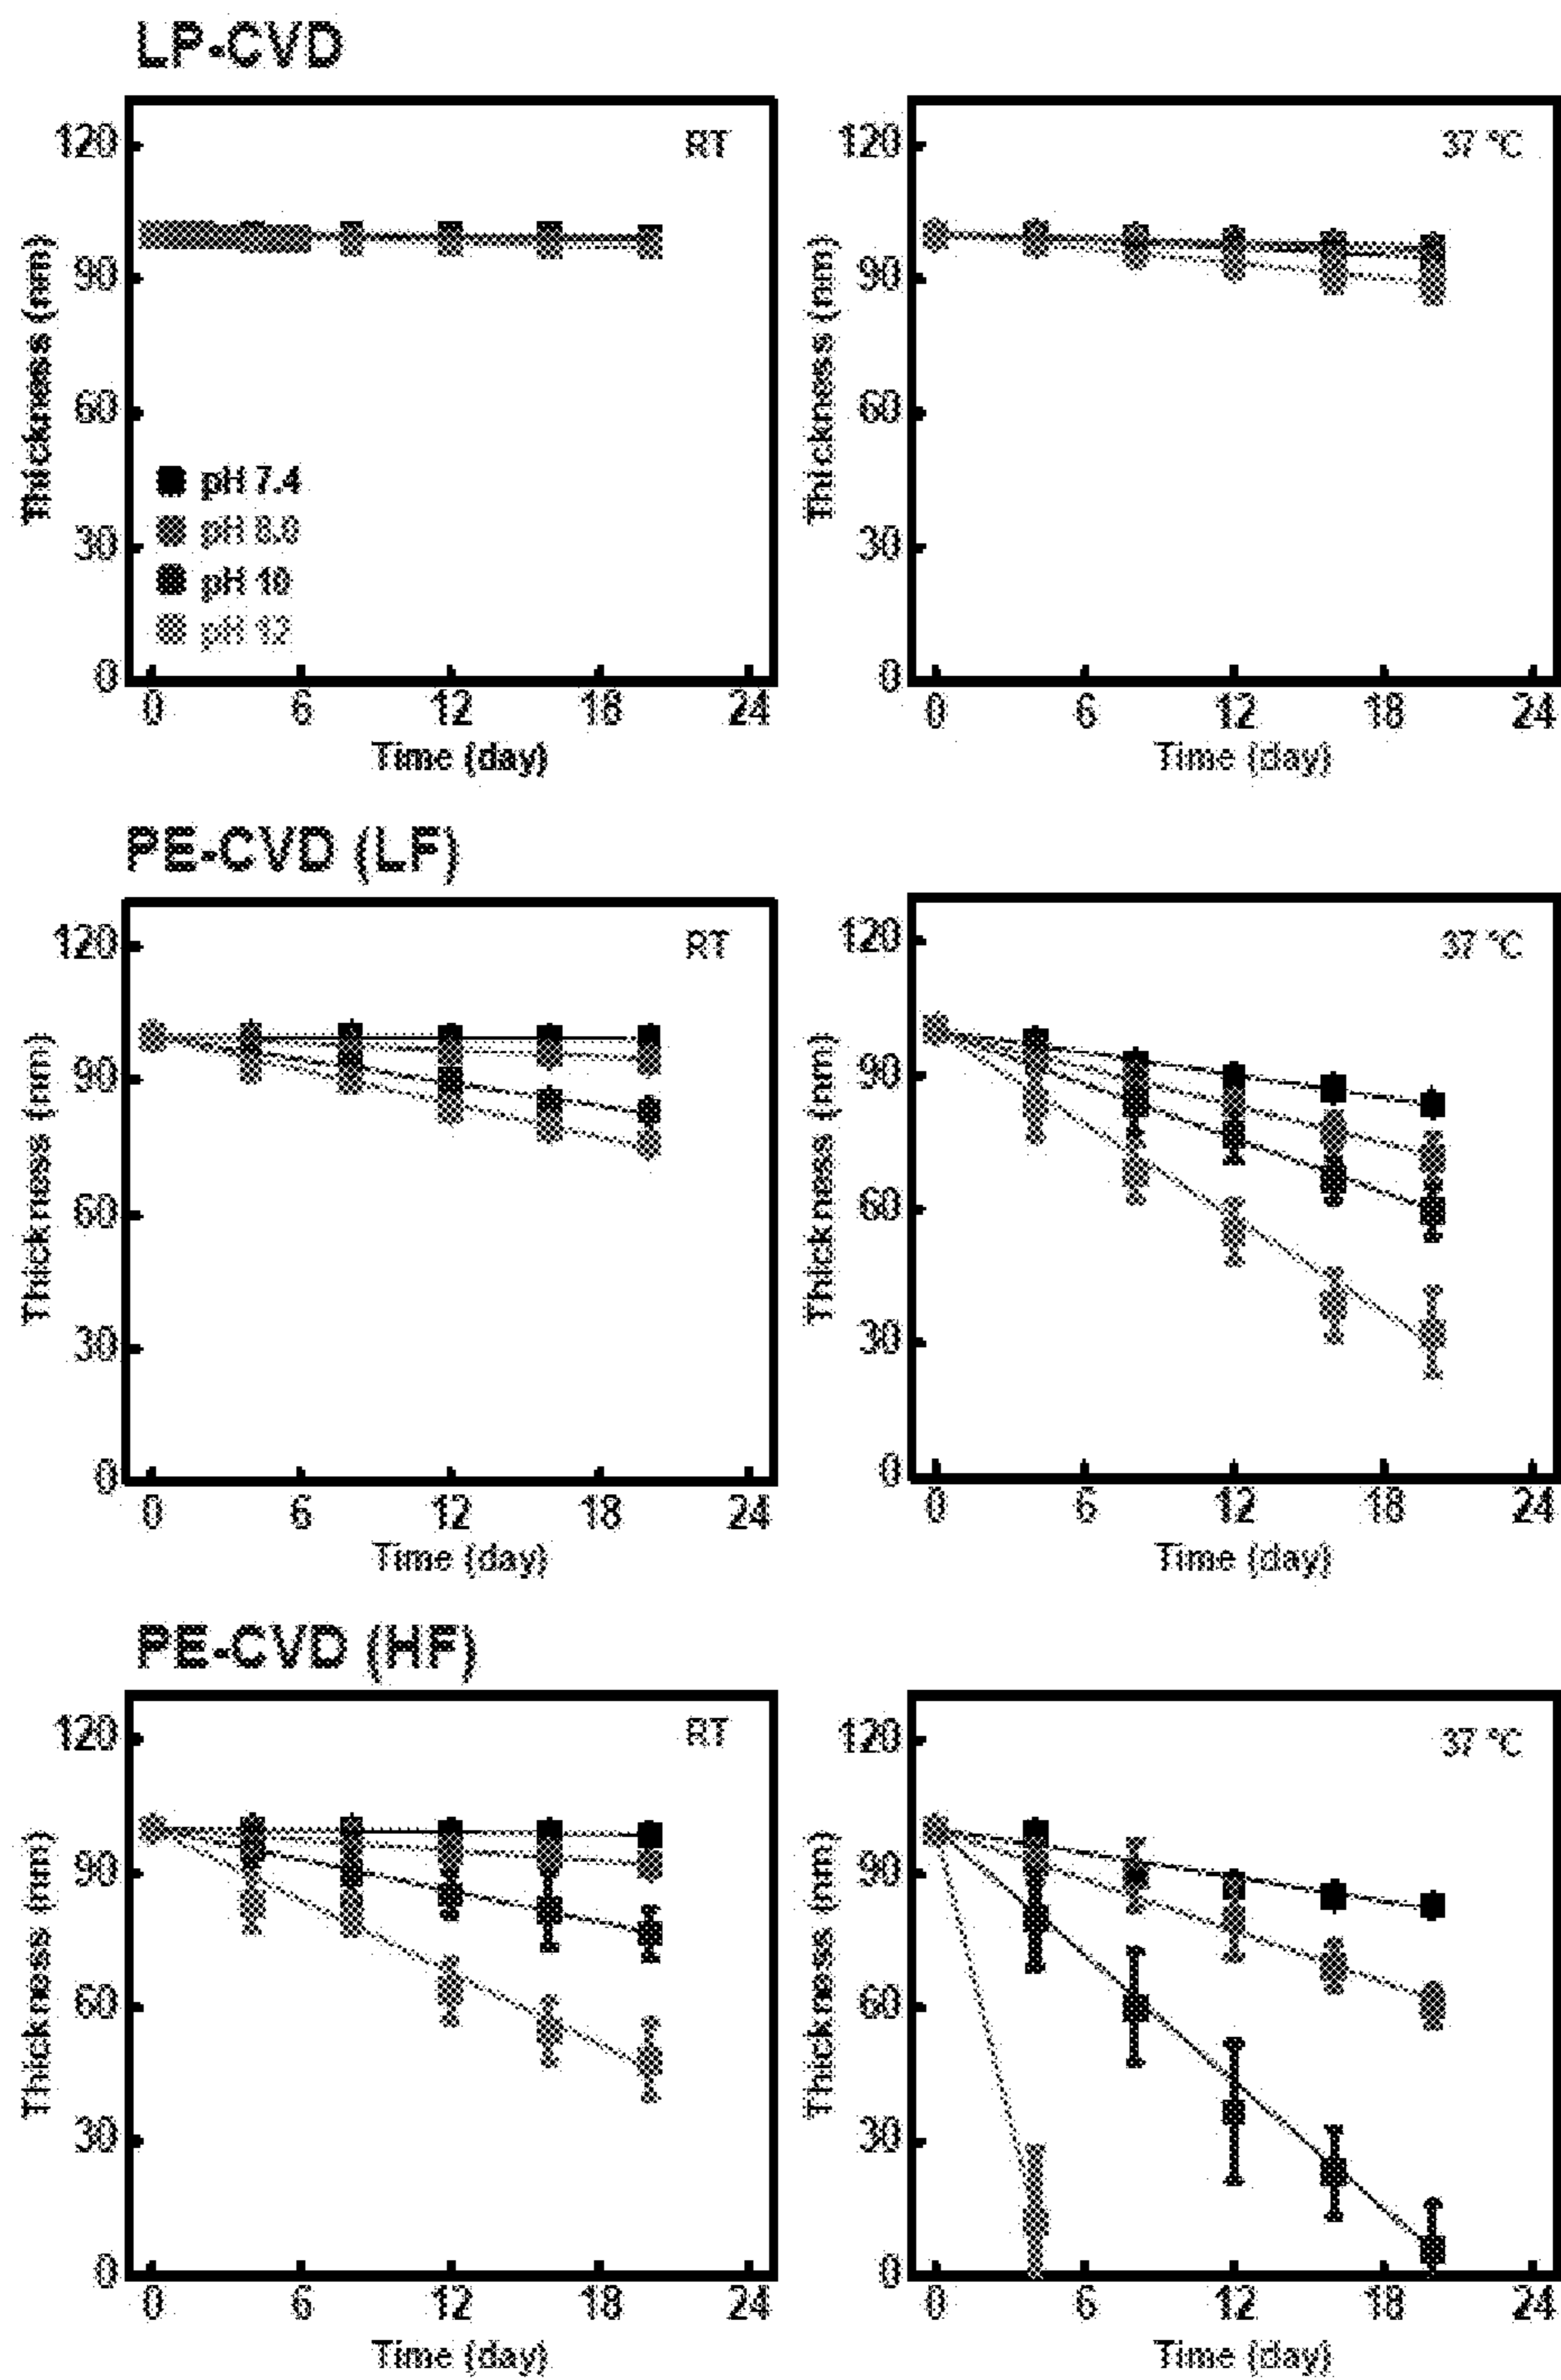 LP-CVD
RT
120
90
60
30
0
Thickness (nm)
pH 7.4
pH 8.0
pH 10
pH 12
0 6 12 18 24
Time (day)
37 °C
120
90
60
30
0
Thickness (nm)
0 6 12 18 24
Time (day)
PE-CVD (LF)
RT
120
90
60
30
0
Thickness (nm)
0 6 12 18 24
Time (day)
37 °C
120
90
60
30
0
Thickness (nm)
0 6 12 18 24
Time (day)
PE-CVD (HF)
RT
120
90
60
30
0
Thickness (nm)
0 6 12 18 24
Time (day)
37 °C
120
90
60
30
0
Thickness (nm)
0 6 12 18 24
Time (day)